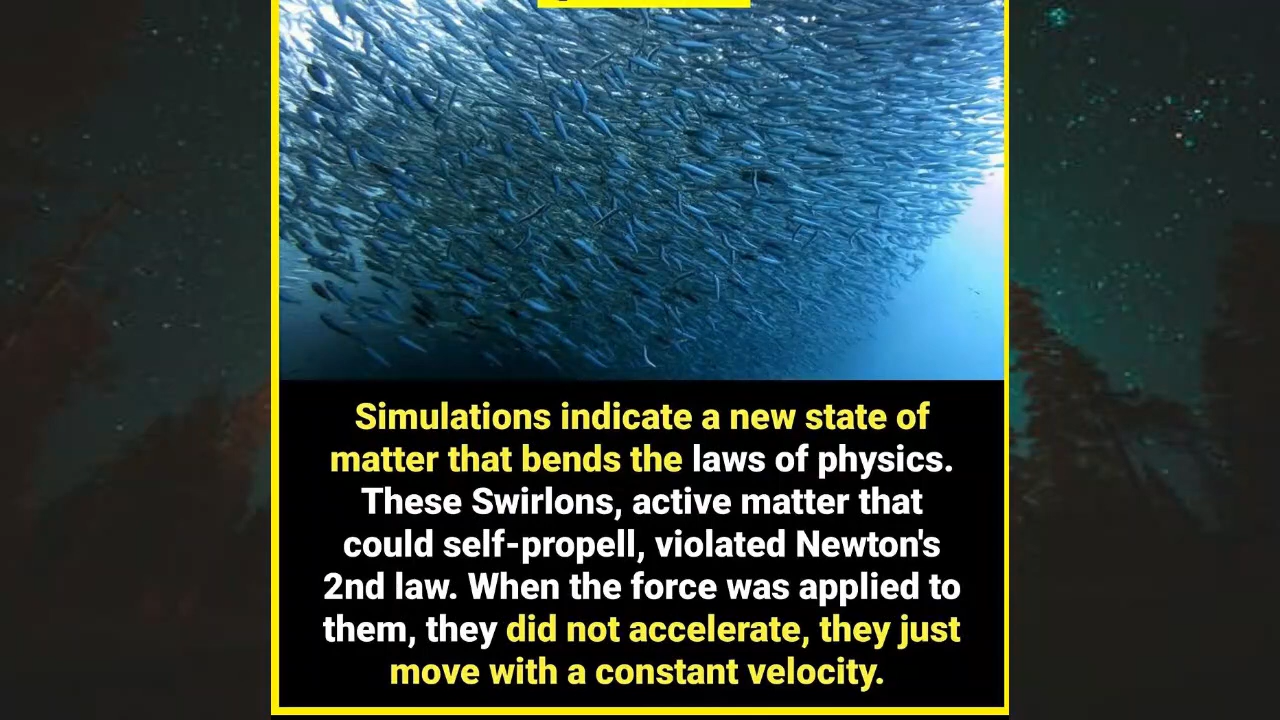 Simulations indicate a new state of
matter that bends the laws of physics.
These Swirlons, active matter that
could self-propell, violated Newton's
2nd law. When the force was applied to
them, they did not accelerate, they just
move with a constant velocity.